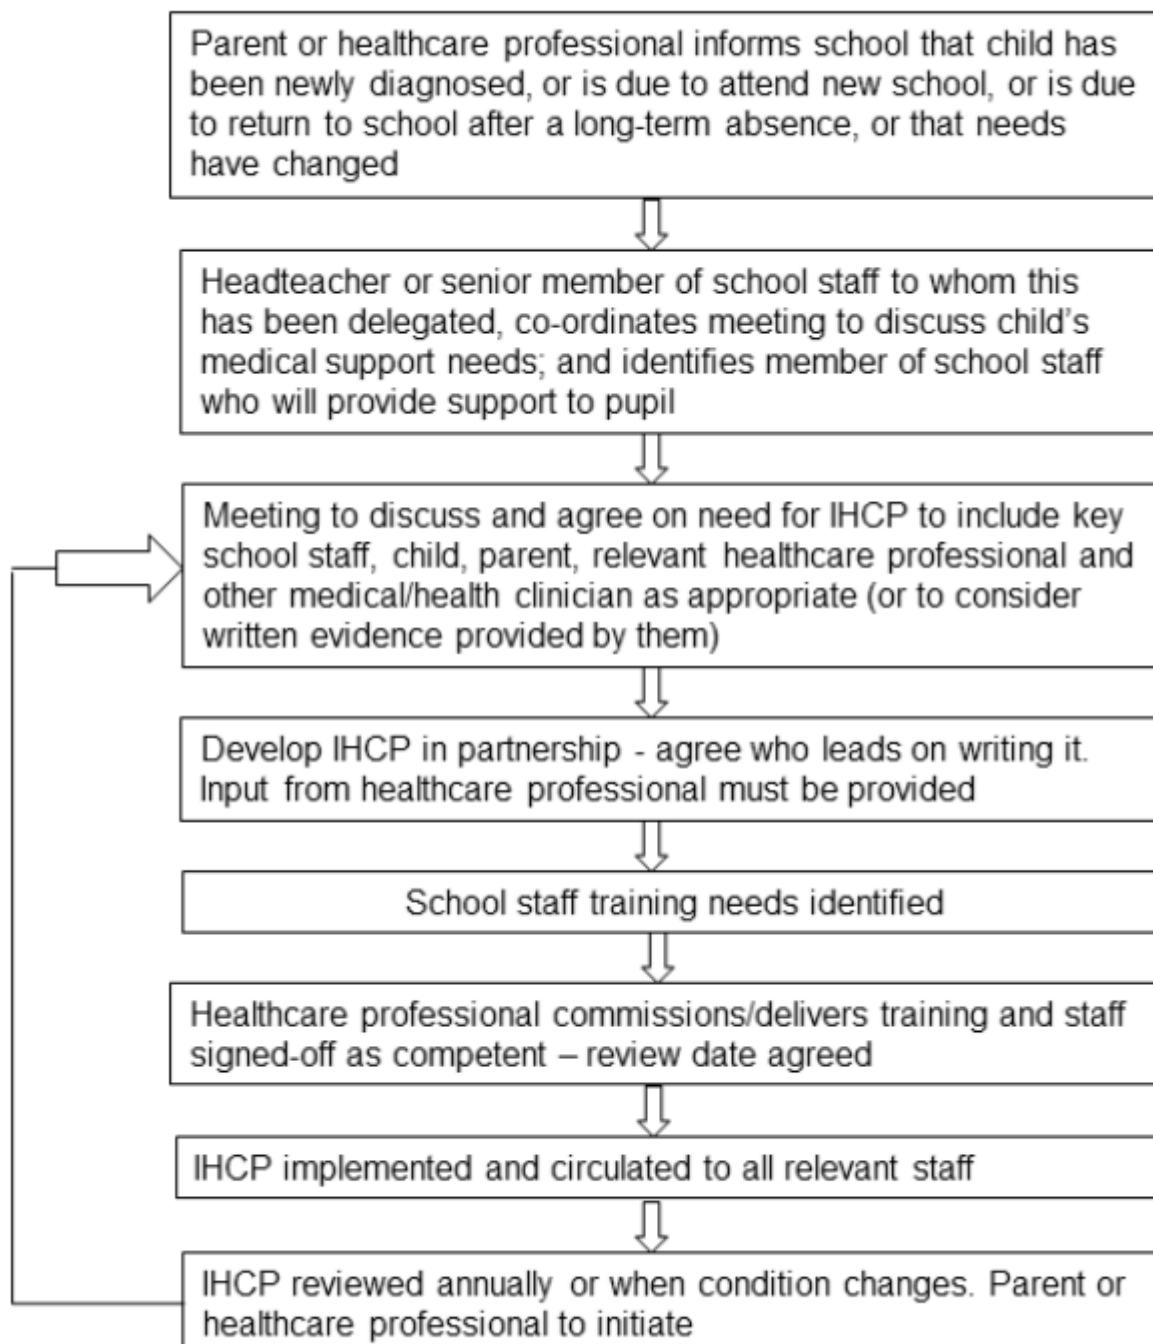 Parent or healthcare professional informs school that child has
been newly diagnosed, or is due to attend new school, or is due
to return to school after a long-term absence, or that needs
have changed
Headteacher or senior member of school staff to whom this
has been delegated, co-ordinates meeting to discuss child's
medical support needs; and identifies member of school staff
who will provide support to pupil
Meeting to discuss and agree on need for IHCP to include key
school staff, child, parent, relevant healthcare professional and
other medical/health clinician as appropriate (or to consider
written evidence provided by them)
Develop IHCP in partnership - agree who leads on writing it.
Input from healthcare professional must be provided
School staff training needs identified
Healthcare professional commissions/delivers training and staff
signed-off as competent – review date agreed
IHCP implemented and circulated to all relevant staff
IHCP reviewed annually or when condition changes. Parent or
healthcare professional to initiate